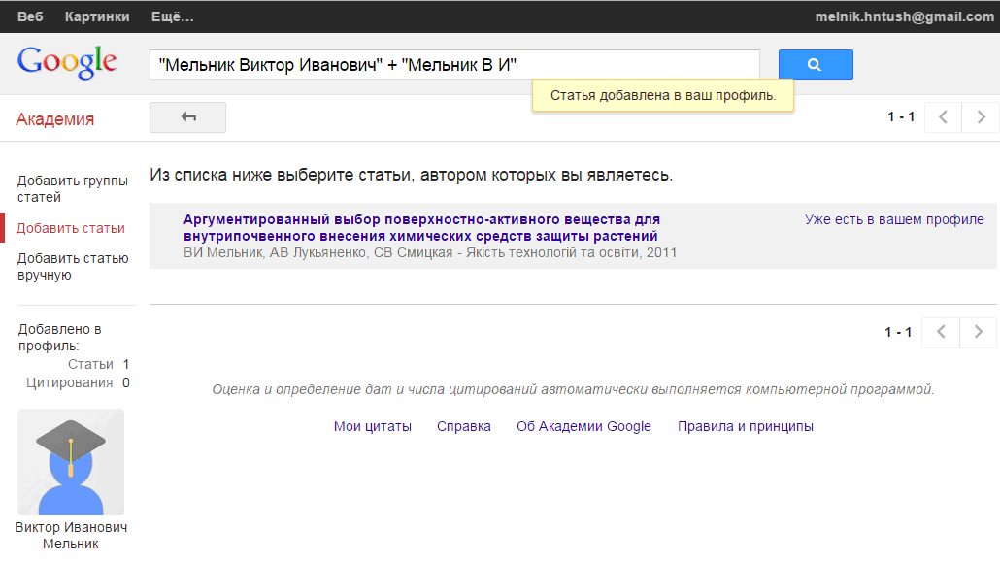 Веб Картинки Ещё... melnik.hntush@gmail.com
Google "Мельник Виктор Иванович" + "Мельник В И"
Статья добавлена в ваш профиль.
Академия 1 - 1
Из списка ниже выберите статьи, автором которых вы являетесь.
Добавить группы
статей
Добавить статьи
Добавить статью
вручную
Аргументированный выбор поверхностно-активного вещества для
внутрипочвенного внесения химических средств защиты растений
ВИ Мельник, АВ Лукьяненко, СВ Смицкая - Якість технологій та освіти, 2011
Уже есть в вашем профиле
1 - 1
Добавлено в
профиль:
Статьи 1
Цитирования 0
Виктор Иванович
Мельник
Оценка и определение дат и числа цитирований автоматически выполняется компьютерной программой.
Мои цитаты Справка Об Академии Google Правила и принципы